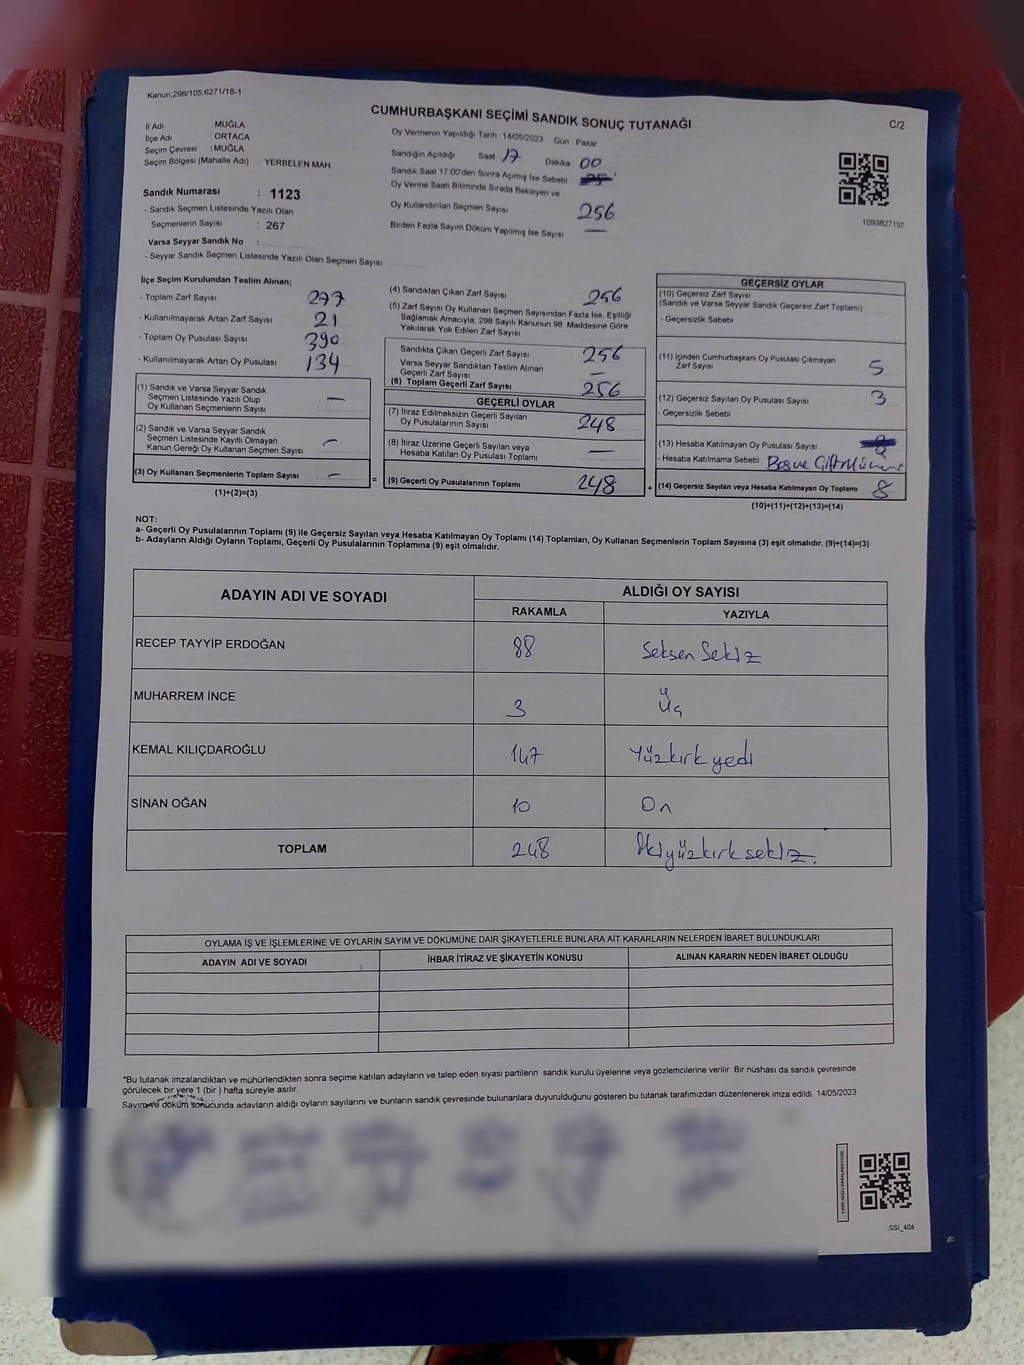 Kanun,298/105,6271/18-1
CUMHURBAŞKANI SEÇİMİ SANDIK SONUÇ TUTANAĞI
C/2
İl Adı MUĞLA
İlçe Adı ORTACA
Seçim Çevresi : MUĞLA
Seçim Bölgesi (Mahalle Adı) : YERBELEN MAH.
Sandık Numarası : 1123
- Sandık Seçmen Listesinde Yazılı Olan
Seçmenlerin Sayısı : 267
Varsa Seyyar Sandık No :
- Seyyar Sandık Seçmen Listesinde Yazılı Olan Seçmen Sayısı
Oy Vermenin Yapıldığı Tarih : 14/05/2023 Gün : Pazar
Sandığın Açıldığı Saat 17 Dakika 00
Sandık Saat 17:00'den Sonra Açımış İse Sebebi
Oy Verme Saati Bitiminde Sırada Bekleyen ve
Oy Kullandırılan Seçmen Sayısı 256
Birden Fazla Sayım Döküm Yapılmış İse Sayısı —
1093827197
İlçe Seçim Kurulundan Teslim Alınan;
- Toplam Zarf Sayısı 277
- Kullanılmayarak Artan Zarf Sayısı 21
- Toplam Oy Pusulası Sayısı 390
- Kullanılmayarak Artan Oy Pusulası 134
(1) Sandık ve Varsa Seyyar Sandık
Seçmen Listesinde Yazılı Olup
Oy Kullanan Seçmenlerin Sayısı —
(2) Sandık ve Varsa Seyyar Sandık
Seçmen Listesinde Kayıtlı Olmayan
Kanun Gereği Oy Kullanan Seçmen Sayısı —
(3) Oy Kullanan Seçmenlerin Toplam Sayısı : —
(1)+(2)=(3)
(4) Sandıktan Çıkan Zarf Sayısı 256
(5) Zarf Sayısı Oy Kullanan Seçmen Sayısından Fazla İse, Eşitliği
Sağlamak Amacıyla, 298 Sayılı Kanunun 98. Maddesine Göre
Yakılarak Yok Edilen Zarf Sayısı
Sandıkta Çıkan Geçerli Zarf Sayısı 256
Varsa Seyyar Sandıktan Teslim Alınan
Geçerli Zarf Sayısı —
(6) Toplam Geçerli Zarf Sayısı 256
GEÇERLİ OYLAR
(7) İtiraz Edilmeksizin Geçerli Sayılan
Oy Pusulalarının Sayısı 248
(8) İtiraz Üzerine Geçerli Sayılan veya
Hesaba Katılan Oy Pusulası Toplamı —
= (9) Geçerli Oy Pusulalarının Toplamı 248
GEÇERSİZ OYLAR
(10) Geçersiz Zarf Sayısı
(Sandık ve Varsa Seyyar Sandık Geçersiz Zarf Toplamı)
- Geçersizlik Sebebi
(11) İçinden Cumhurbaşkanı Oy Pusulası Çıkmayan
Zarf Sayısı 5
(12) Geçersiz Sayılan Oy Pusulası Sayısı 3
- Geçersizlik Sebebi
(13) Hesaba Katılmayan Oy Pusulası Sayısı
- Hesaba Katılmama Sebebi Boş ve Çift Mühür
+ (14) Geçersiz Sayılan veya Hesaba Katılmayan Oy Toplamı 8
(10)+(11)+(12)+(13)=(14)
NOT:
a- Geçerli Oy Pusulalarının Toplamı (9) ile Geçersiz Sayılan veya Hesaba Katılmayan Oy Toplamı (14) Toplamları, Oy Kullanan Seçmenlerin Toplam Sayısına (3) eşit olmalıdır. (9)+(14)=(3)
b- Adayların Aldığı Oyların Toplamı, Geçerli Oy Pusulalarının Toplamına (9) eşit olmalıdır.
ADAYIN ADI VE SOYADI
ALDIĞI OY SAYISI
RAKAMLA YAZIYLA
RECEP TAYYİP ERDOĞAN 88 Seksen Sekiz
MUHARREM İNCE 3 Üç
KEMAL KILIÇDAROĞLU 147 Yüzkırkyedi
SİNAN OĞAN 10 On
TOPLAM 248 İkiyüzkırksekiz.
OYLAMA İŞ VE İŞLEMLERİNE VE OYLARIN SAYIM VE DÖKÜMÜNE DAİR ŞİKAYETLERLE BUNLARA AİT KARARLARIN NELERDEN İBARET BULUNDUKLARI
ADAYIN ADI VE SOYADI İHBAR İTİRAZ VE ŞİKAYETİN KONUSU ALINAN KARARIN NEDEN İBARET OLDUĞU
*Bu tutanak imzalandıktan ve mühürlendikten sonra seçime katılan adayların ve talep eden siyasi partilerin sandık kurulu üyelerine veya gözlemcilerine verilir. Bir nüshası da sandık çevresinde
görülecek bir yere 1 (bir ) hafta süreyle asılır.
Sayım ve döküm sonucunda adayların aldığı oyların sayılarını ve bunların sandık çevresinde bulunanlara duyurulduğunu gösteren bu tutanak tarafımızdan düzenlenerek imza edildi. 14/05/2023
SSİ_404